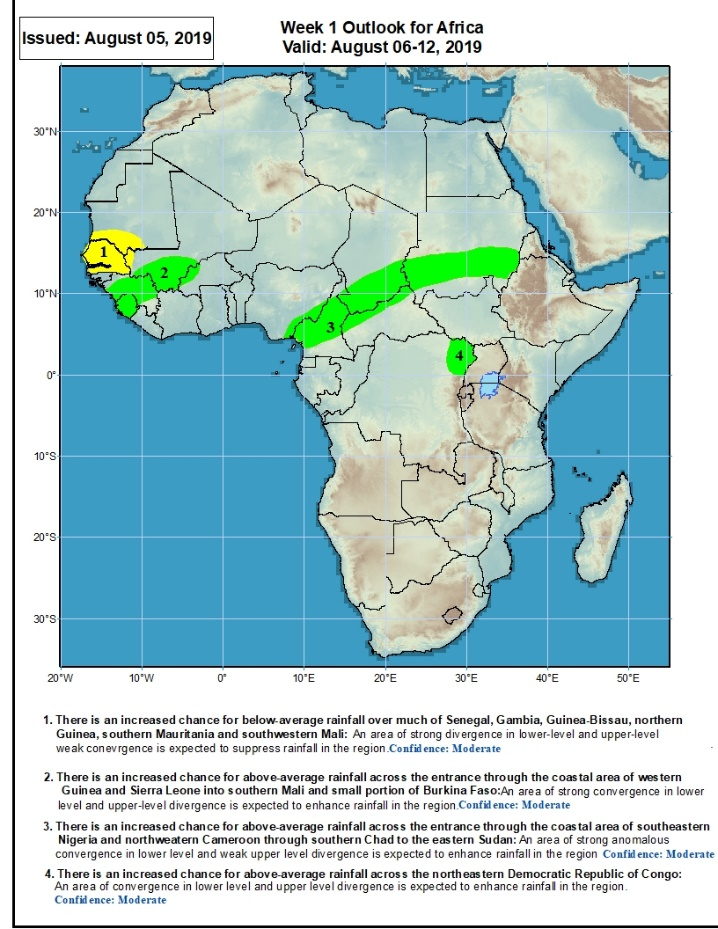 Issued: August 05, 2019
Week 1 Outlook for Africa
Valid: August 06-12, 2019
30°N
20°N
10°N
0°
10°S
20°S
30°S
1
2
3
4
20°W
10°W
0°
10°E
20°E
30°E
40°E
50°E
1. There is an increased chance for below-average rainfall over much of Senegal, Gambia, Guinea-Bissau, northern
Guinea, southern Mauritania and southwestern Mali: An area of strong divergence in lower-level and upper-level
weak conevrgence is expected to suppress rainfall in the region.Confidence: Moderate
2. There is an increased chance for above-average rainfall across the entrance through the coastal area of western
Guinea and Sierra Leone into southern Mali and small portion of Burkina Faso:An area of strong convergence in lower
level and upper-level divergence is expected to enhance rainfall in the region.Confidence: Moderate
3. There is an increased chance for above-average rainfall across the entrance through the coastal area of southeastern
Nigeria and northweatern Cameroon through southern Chad to the eastern Sudan: An area of strong anomalous
convergence in lower level and weak upper level divergence is expected to enhance rainfall in the region Confidence: Moderate
4. There is an increased chance for above-average rainfall across the northeastern Democratic Republic of Congo:
An area of convergence in lower level and upper level divergence is expected to enhance rainfall in the region.
Confidence: Moderate